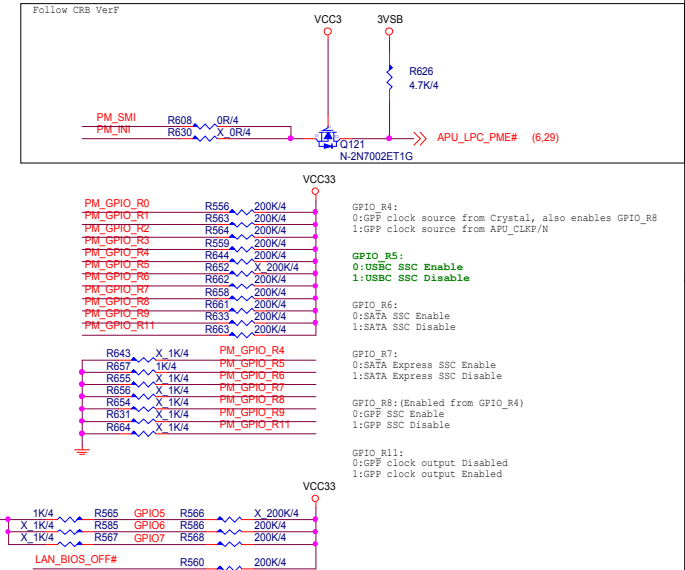 Follow CRB VerF
VCC3 3VSB
R626
4.7K/4
PM_SMI R608 0R/4
PM_INI R630 X_0R/4
APU_LPC_PME# (6,29)
Q121
N-2N7002ET1G
VCC33
PM_GPIO_R0 R556 200K/4
PM_GPIO_R1 R563 200K/4
PM_GPIO_R2 R564 200K/4
PM_GPIO_R3 R559 200K/4
PM_GPIO_R4 R644 200K/4
PM_GPIO_R5 R652 X_200K/4
PM_GPIO_R6 R662 200K/4
PM_GPIO_R7 R658 200K/4
PM_GPIO_R8 R661 200K/4
PM_GPIO_R9 R633 200K/4
PM_GPIO_R11 R663 200K/4
R643 X_1K/4 PM_GPIO_R4
R657 1K/4 PM_GPIO_R5
R655 X_1K/4 PM_GPIO_R6
R656 X_1K/4 PM_GPIO_R7
R654 X_1K/4 PM_GPIO_R8
R631 X_1K/4 PM_GPIO_R9
R664 X_1K/4 PM_GPIO_R11
GPIO_R4:
0:GPP clock source from Crystal, also enables GPIO_R8
1:GPP clock source from APU_CLKP/N
GPIO_R5:
0:USBC SSC Enable
1:USBC SSC Disable
GPIO_R6:
0:SATA SSC Enable
1:SATA SSC Disable
GPIO_R7:
0:SATA Express SSC Enable
1:SATA Express SSC Disable
GPIO_R8:(Enabled from GPIO_R4)
0:GPP SSC Enable
1:GPP SSC Disable
GPIO_R11:
0:GPP clock output Disabled
1:GPP clock output Enabled
VCC33
1K/4 R565 GPIO5 R566 X_200K/4
X_1K/4 R585 GPIO6 R586 200K/4
X_1K/4 R567 GPIO7 R568 200K/4
LAN_BIOS_OFF# R560 200K/4